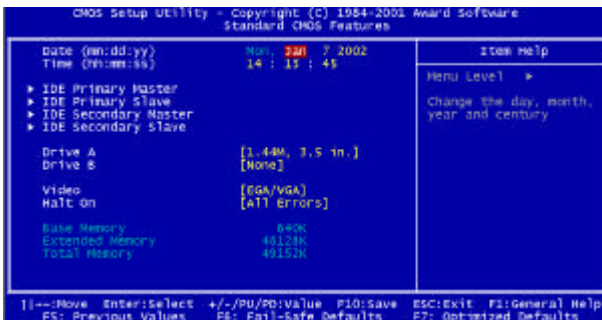 CMOS Setup Utility - Copyright (C) 1984-2001 Award Software
Standard CMOS Features
Date (mm:dd:yy) Mon, Jan 7 2002
Time (hh:mm:ss) 14 : 15 : 45
▶ IDE Primary Master
▶ IDE Primary Slave
▶ IDE Secondary Master
▶ IDE Secondary Slave
Drive A [1.44M, 3.5 in.]
Drive B [None]
Video [EGA/VGA]
Halt On [All Errors]
Base Memory 640K
Extended Memory 48128K
Total Memory 49152K
Item Help
Menu Level ▶
Change the day, month,
year and century
:Move Enter:Select +/-/PU/PD:Value F10:Save ESC:Exit F1:General Help
F5: Previous Values F6: Fail-Safe Defaults F7: Optimized Defaults